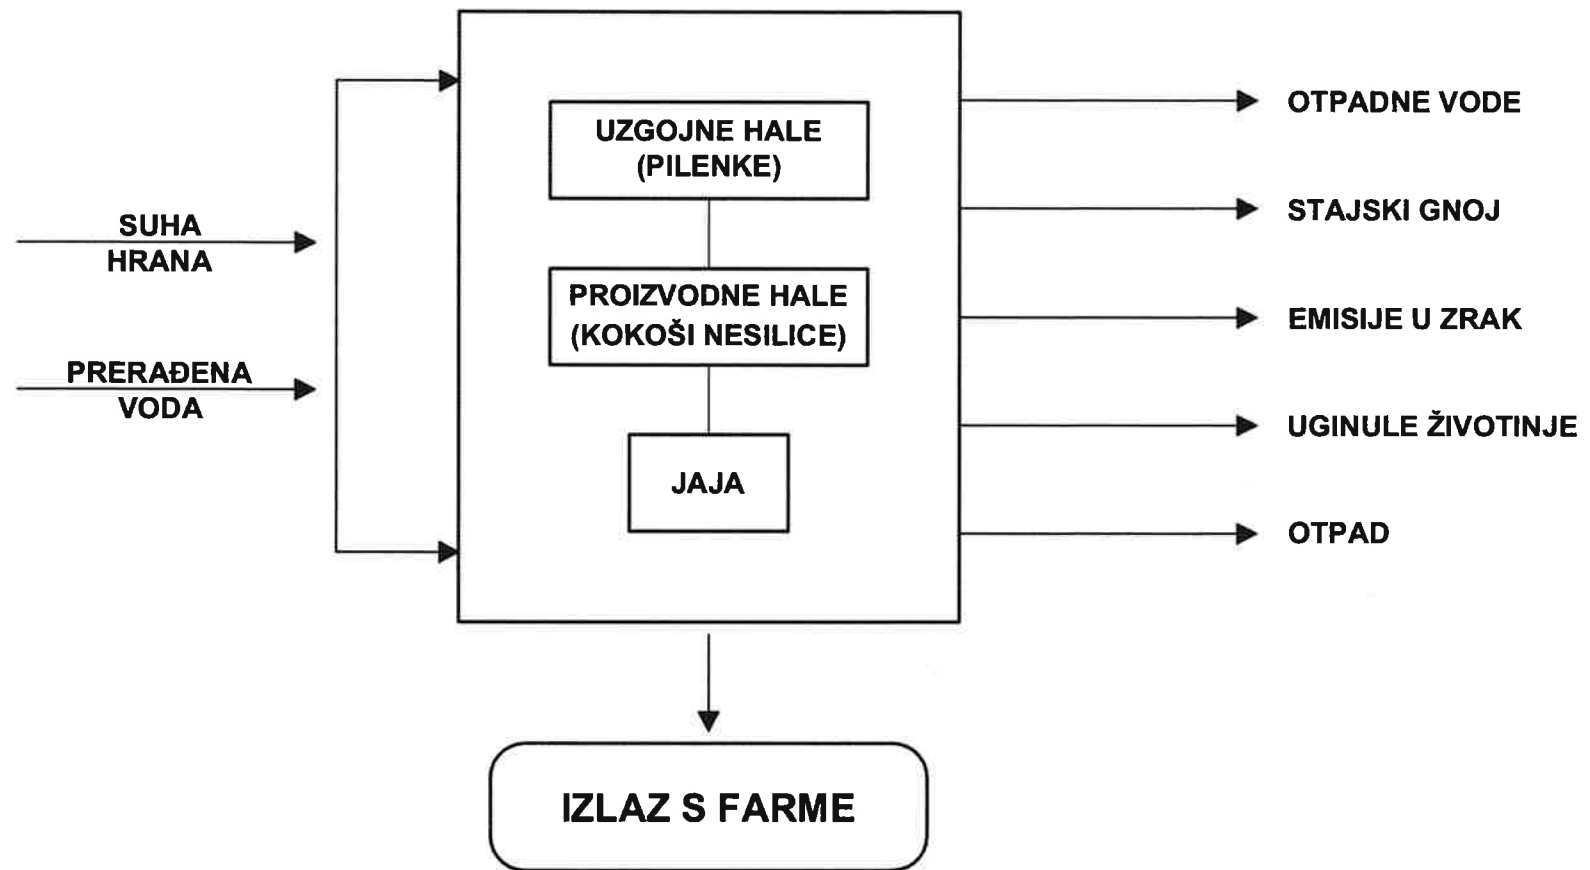 SUHA
HRANA
PRERAĐENA
VODA
UZGOJNE HALE
(PILENKE)
PROIZVODNE HALE
(KOKOŠI NESILICE)
JAJA
OTPADNE VODE
STAJSKI GNOJ
EMISIJE U ZRAK
UGINULE ŽIVOTINJE
OTPAD
IZLAZ S FARME